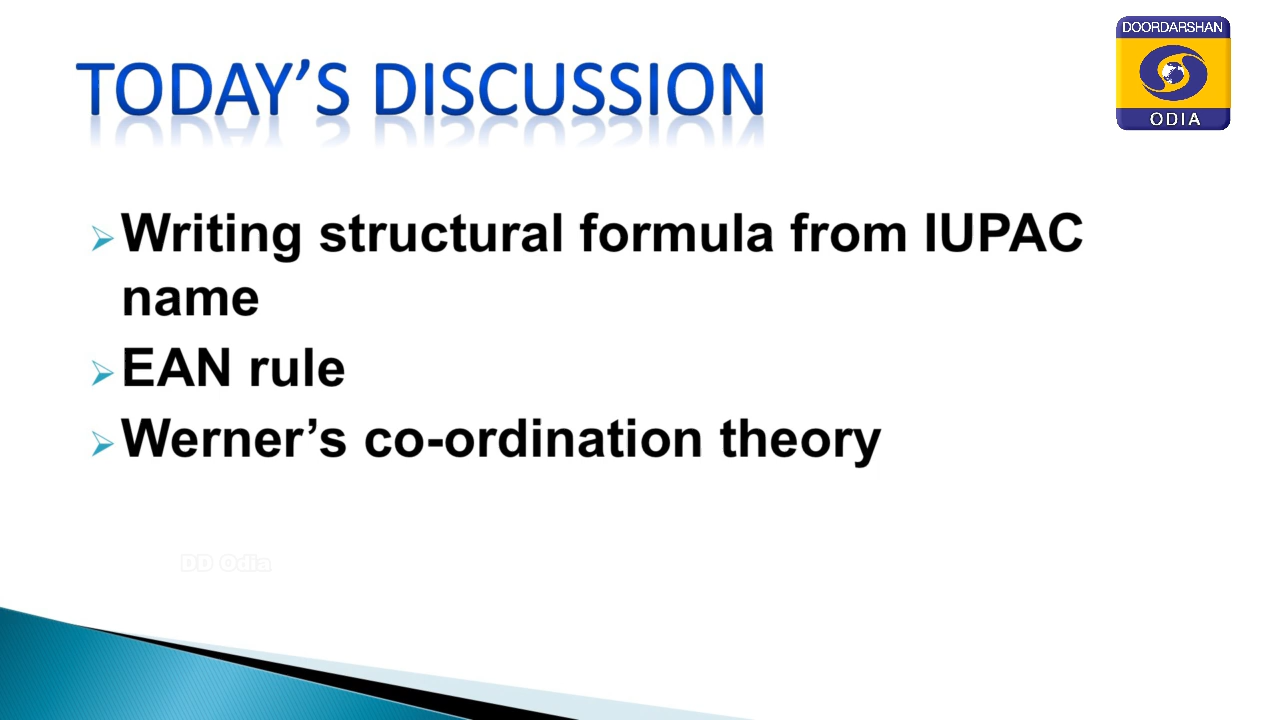 DOORDARSHAN
ODIA
TODAY’S DISCUSSION
Writing structural formula from IUPAC
name
EAN rule
Werner’s co-ordination theory
DD Odia